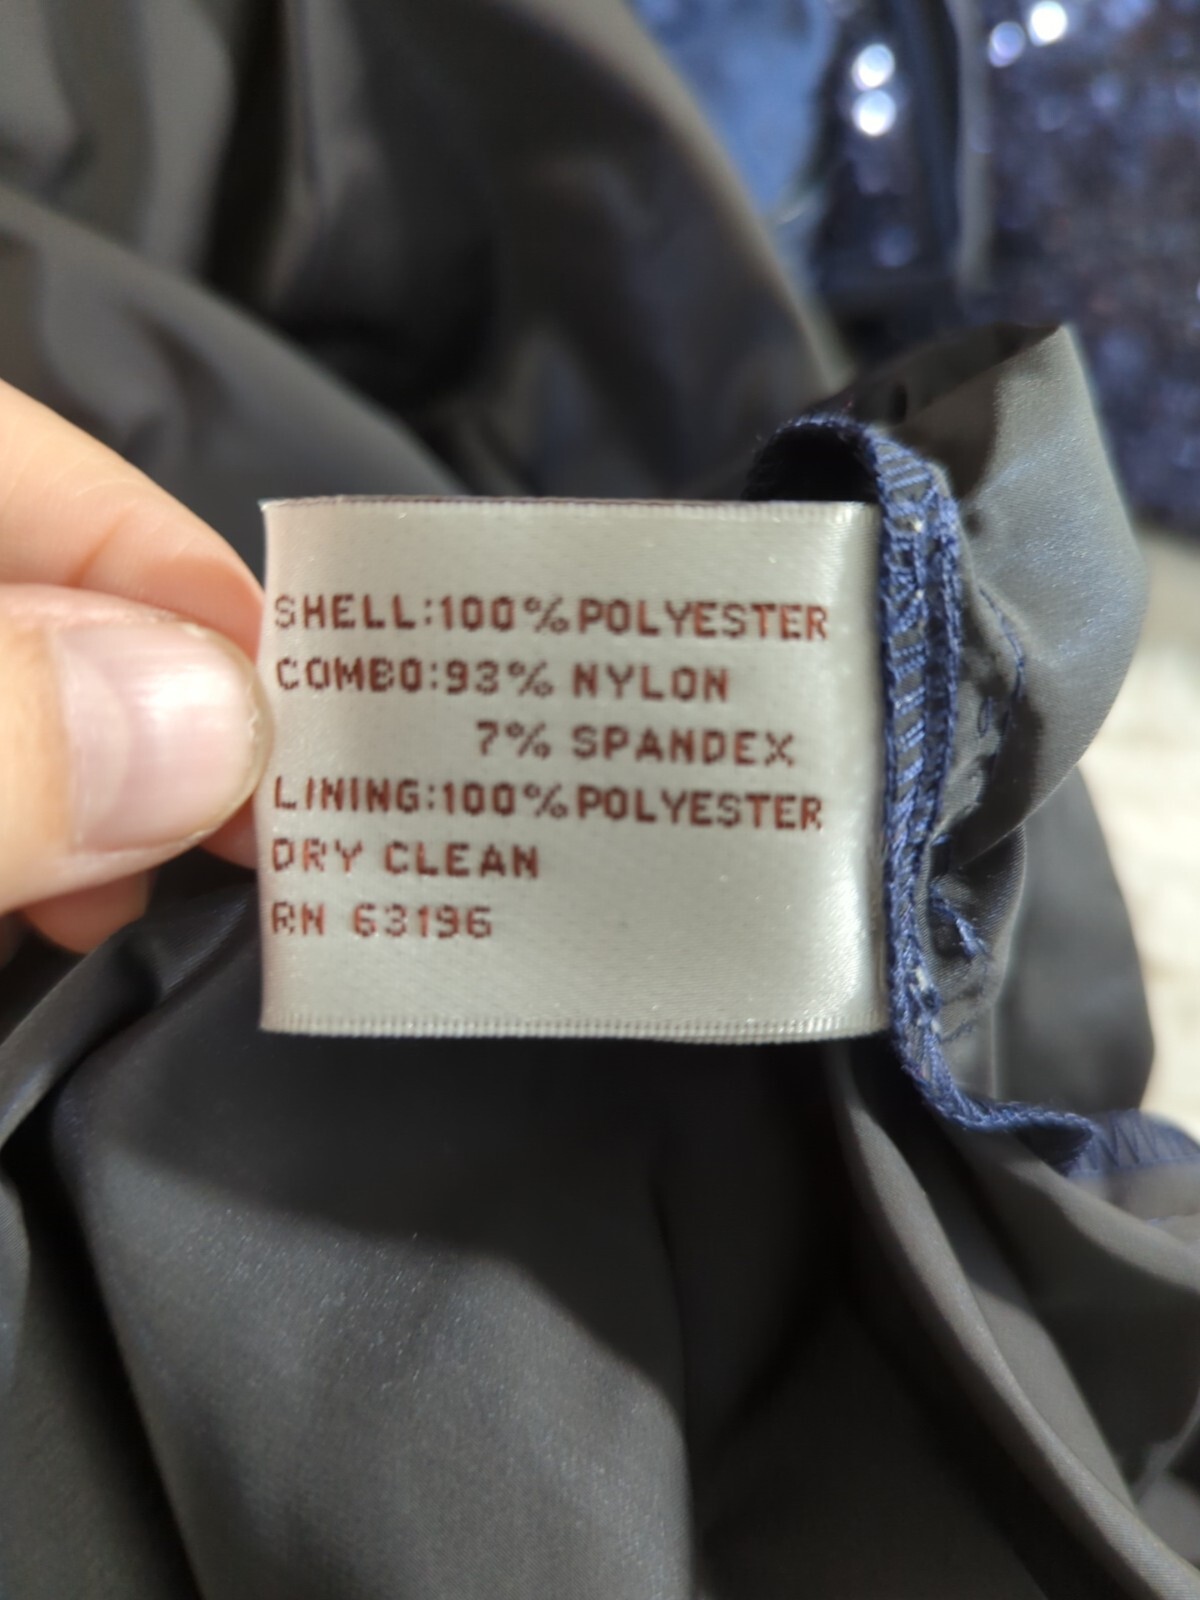 SHELL:100%POLYESTER
COMBO:93% NYLON
7% SPANDEX
LINING:100%POLYESTER
DRY CLEAN
RN 63196